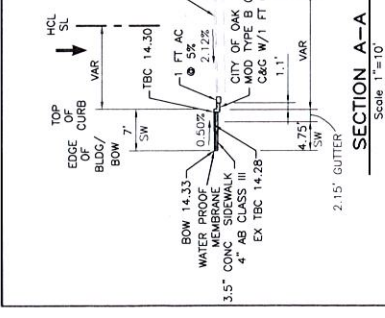 HCL
SL
VAR
TOP
OF
CURB
EDGE
OF
BLDG/
BOW
7'
SW
TBC 14.30
1 FT AC
@ 5%
2.12%
0.50%
BOW 14.33
WATER PROOF
MEMBRANE
3.5" CONC SIDEWALK
4" AB CLASS III
EX TBC 14.28
CITY OF OAK
MOD TYPE B C
C&G W/1 FT
1.1'
VAR
4.75'
SW
2.15' GUTTER
SECTION A-A
Scale 1"=10'